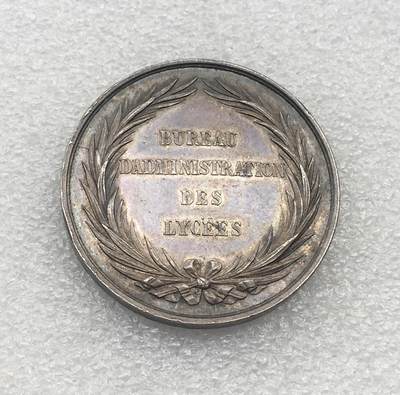 BUREAU
D'ADMINISTRATION
DES
LYCÉES